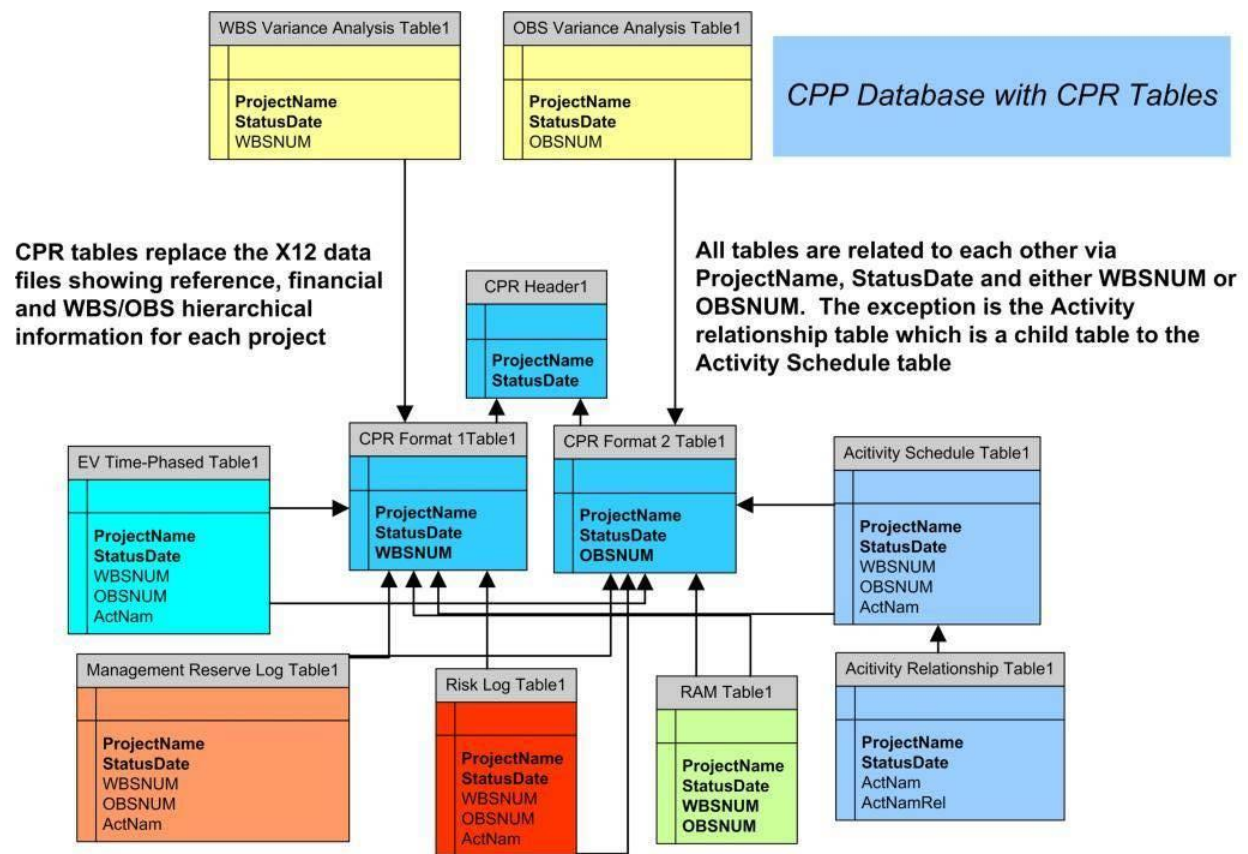 WBS Variance Analysis Table1
ProjectName
StatusDate
WBSNUM
OBS Variance Analysis Table1
ProjectName
StatusDate
OBSNUM
CPP Database with CPR Tables
CPR tables replace the X12 data
files showing reference, financial
and WBS/OBS hierarchical
information for each project
CPR Header1
ProjectName
StatusDate
All tables are related to each other via
ProjectName, StatusDate and either WBSNUM or
OBSNUM. The exception is the Activity
relationship table which is a child table to the
Activity Schedule table
EV Time-Phased Table1
ProjectName
StatusDate
WBSNUM
OBSNUM
ActNam
CPR Format 1Table1
ProjectName
StatusDate
WBSNUM
CPR Format 2 Table1
ProjectName
StatusDate
OBSNUM
Acitivity Schedule Table1
ProjectName
StatusDate
WBSNUM
OBSNUM
ActNam
Management Reserve Log Table1
ProjectName
StatusDate
WBSNUM
OBSNUM
ActNam
Risk Log Table1
ProjectName
StatusDate
WBSNUM
OBSNUM
ActNam
RAM Table1
ProjectName
StatusDate
WBSNUM
OBSNUM
Acitivity Relationship Table1
ProjectName
StatusDate
ActNam
ActNamRel